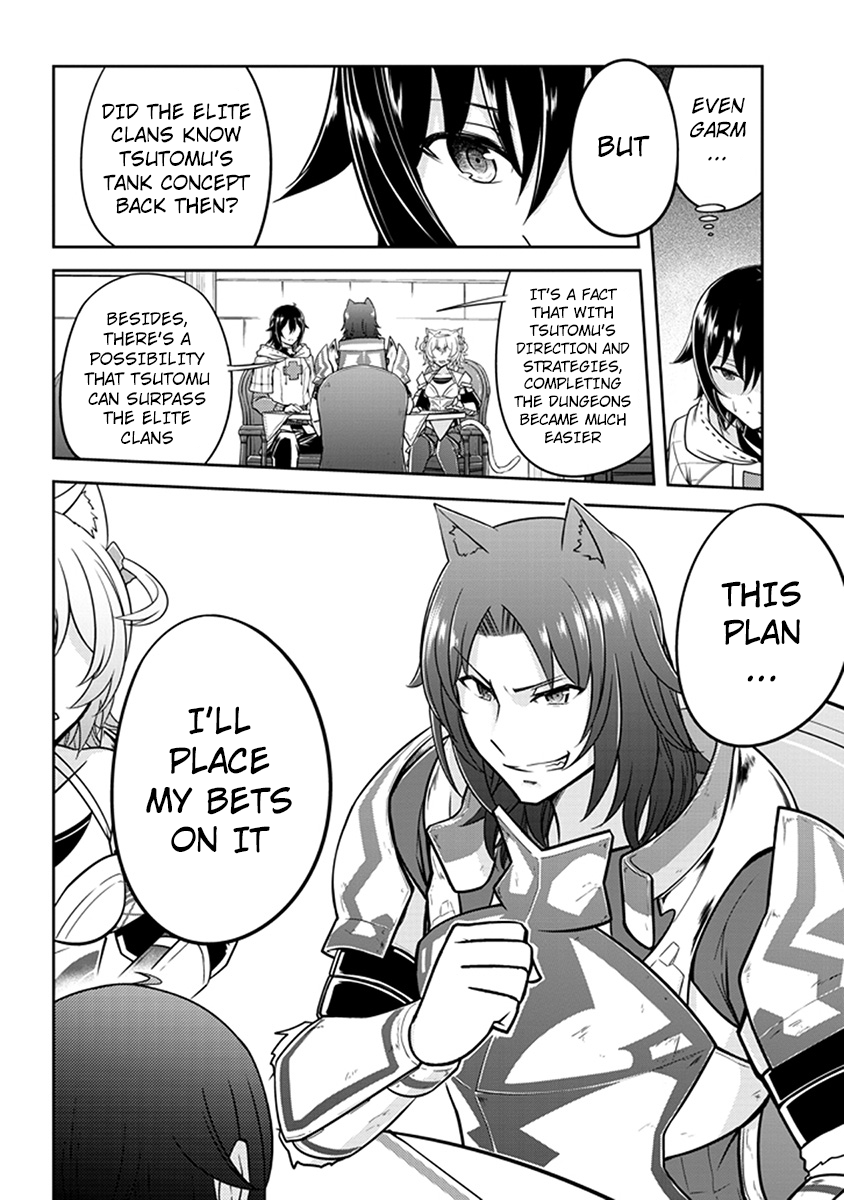 EVEN
GARM
...
BUT
DID THE ELITE
CLANS KNOW
TSUTOMU'S
TANK CONCEPT
BACK THEN?
IT'S A FACT
THAT WITH
TSUTOMU'S
DIRECTION AND
STRATEGIES,
COMPLETING
THE DUNGEONS
BECAME MUCH
EASIER
BESIDES,
THERE'S A
POSSIBILITY
THAT TSUTOMU
CAN SURPASS
THE ELITE
CLANS
THIS
PLAN
...
I'LL
PLACE
MY BETS
ON IT